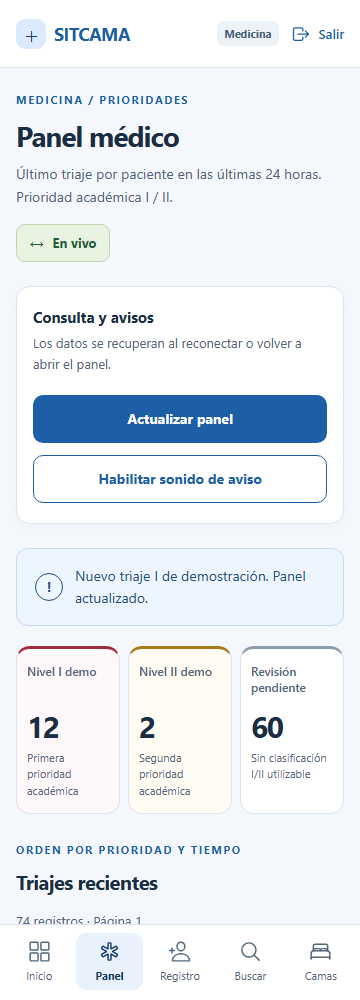 SITCAMA
Medicina
Salir
MEDICINA / PRIORIDADES
Panel médico
Último triaje por paciente en las últimas 24 horas.
Prioridad académica I / II.
↔ En vivo
Consulta y avisos
Los datos se recuperan al reconectar o volver a
abrir el panel.
Actualizar panel
Habilitar sonido de aviso
Nuevo triaje I de demostración. Panel
actualizado.
Nivel I demo
12
Primera
prioridad
académica
Nivel II demo
2
Segunda
prioridad
académica
Revisión
pendiente
60
Sin clasificación
I/II utilizable
ORDEN POR PRIORIDAD Y TIEMPO
Triajes recientes
74 registros · Página 1
Inicio
Panel
Registro
Buscar
Camas